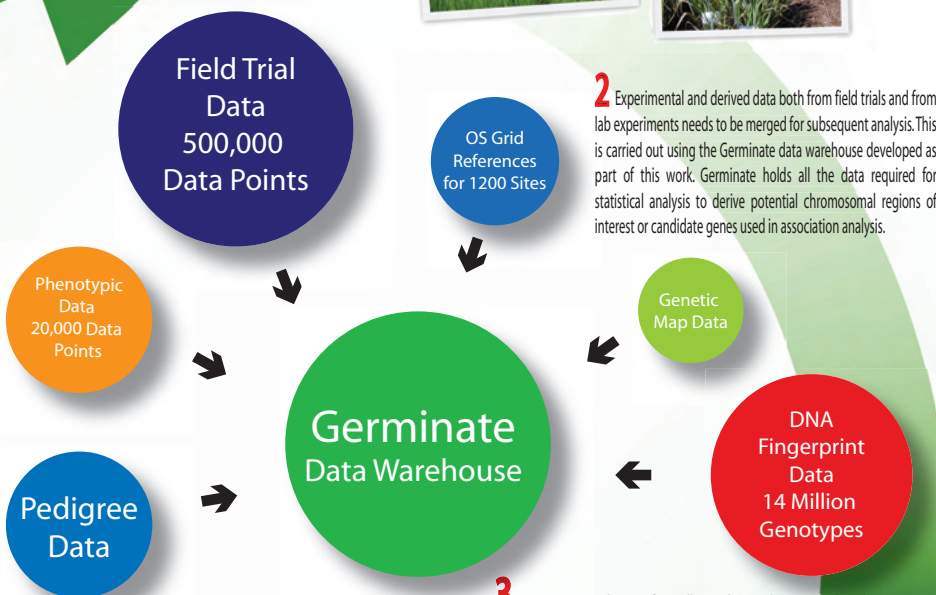 Field Trial
Data
500,000
Data Points
OS Grid
References
for 1200 Sites
2 Experimental and derived data both from field trials and from
lab experiments needs to be merged for subsequent analysis. This
is carried out using the Germinate data warehouse developed as
part of this work. Germinate holds all the data required for
statistical analysis to derive potential chromosomal regions of
interest or candidate genes used in association analysis.
Phenotypic
Data
20,000 Data
Points
Genetic
Map Data
Germinate
Data Warehouse
DNA
Fingerprint
Data
14 Million
Genotypes
Pedigree
Data
3